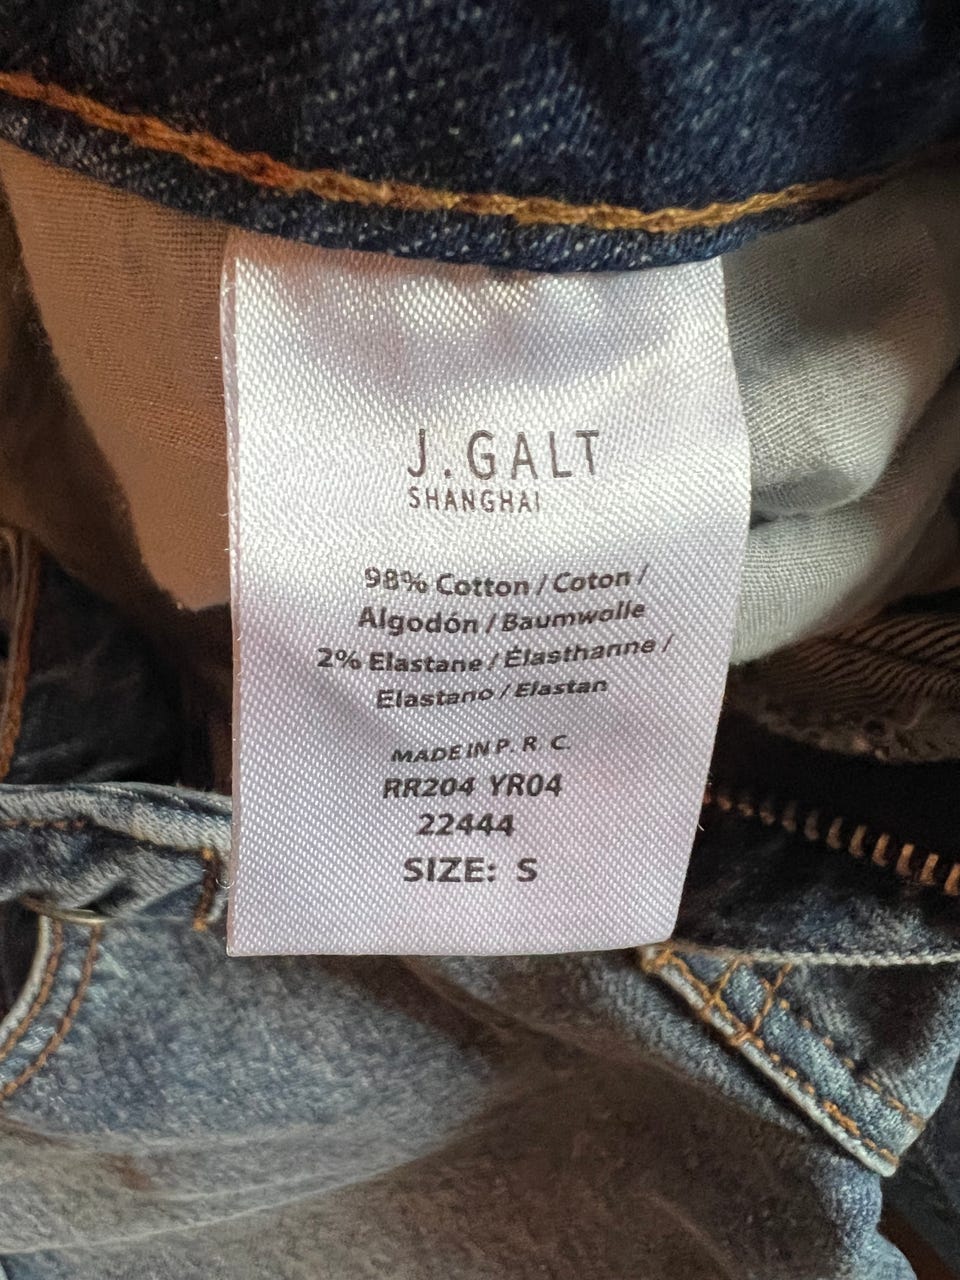 J.GALT
SHANGHAI
98% Cotton / Coton /
Algodón / Baumwolle
2% Elastane / Élasthanne /
Elastano / Elastan
MADE IN P. R. C.
RR204 YR04
22444
SIZE: S